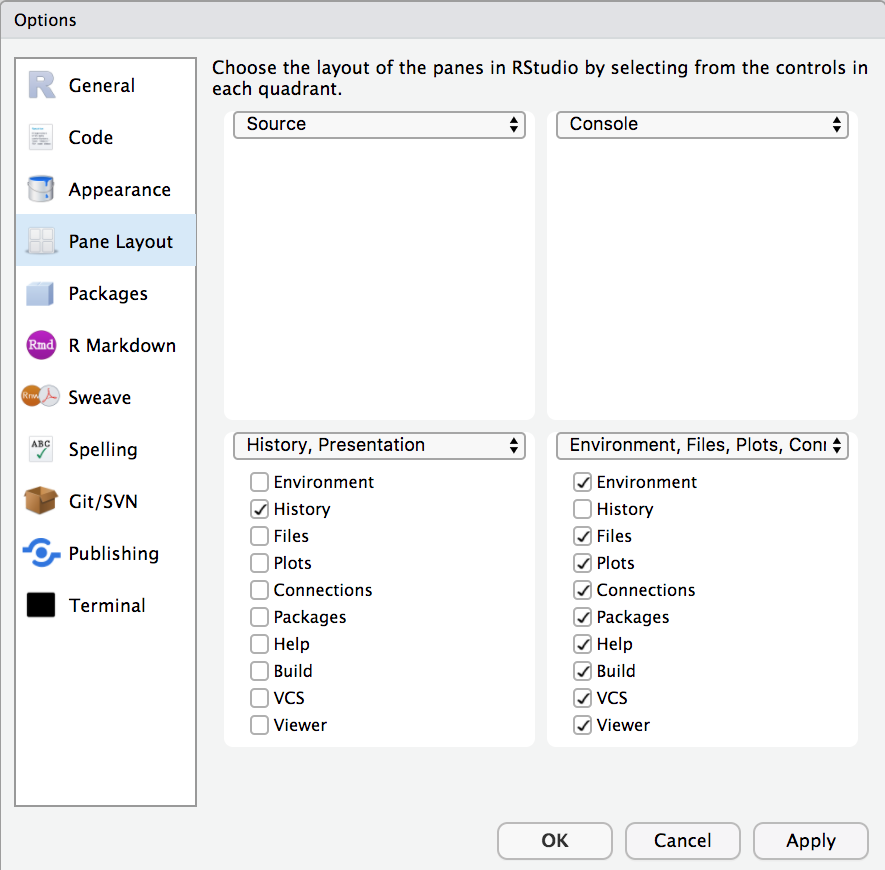 Options
General
Code
Appearance
Pane Layout
Packages
Rmd
R Markdown
Rnw
Sweave
ABC
Spelling
Git/SVN
Publishing
Terminal
Choose the layout of the panes in RStudio by selecting from the controls in
each quadrant.
Source
Console
History, Presentation
Environment
History
Files
Plots
Connections
Packages
Help
Build
VCS
Viewer
Environment, Files, Plots, Conn
Environment
History
Files
Plots
Connections
Packages
Help
Build
VCS
Viewer
OK
Cancel
Apply